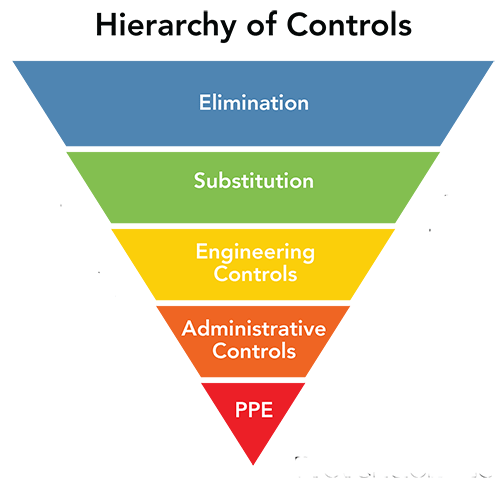 Hierarchy of Controls
Elimination
Substitution
Engineering
Controls
Administrative
Controls
PPE